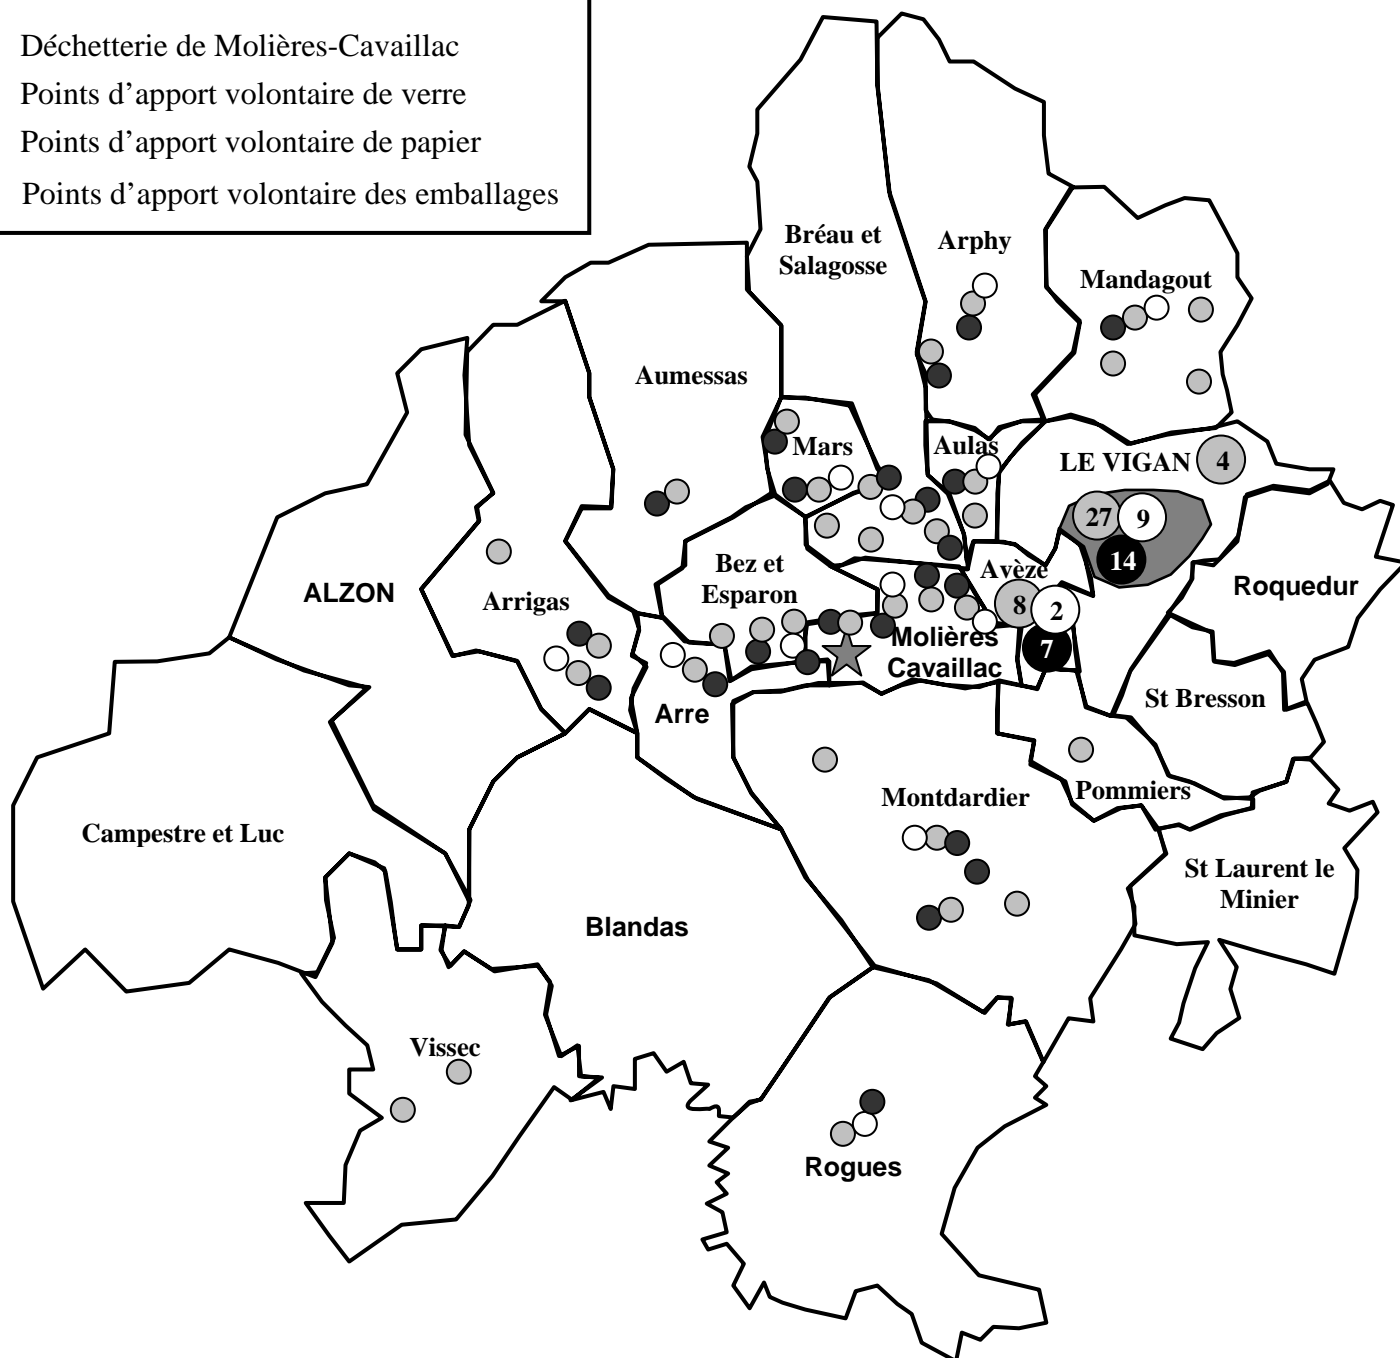 Déchetterie de Molières-Cavaillac
Points d’apport volontaire de verre
Points d’apport volontaire de papier
Points d’apport volontaire des emballages
Bréau et
Salagosse
Arphy
Mandagout
Aumessas
Mars
Aulas
LE VIGAN
4
27
9
14
Bez et
Esparon
Avèze
8
2
7
ALZON
Arrigas
Roquedur
Molières
Cavaillac
Arre
St Bresson
Montdardier
Pommiers
Campestre et Luc
St Laurent le
Minier
Blandas
Vissec
Rogues